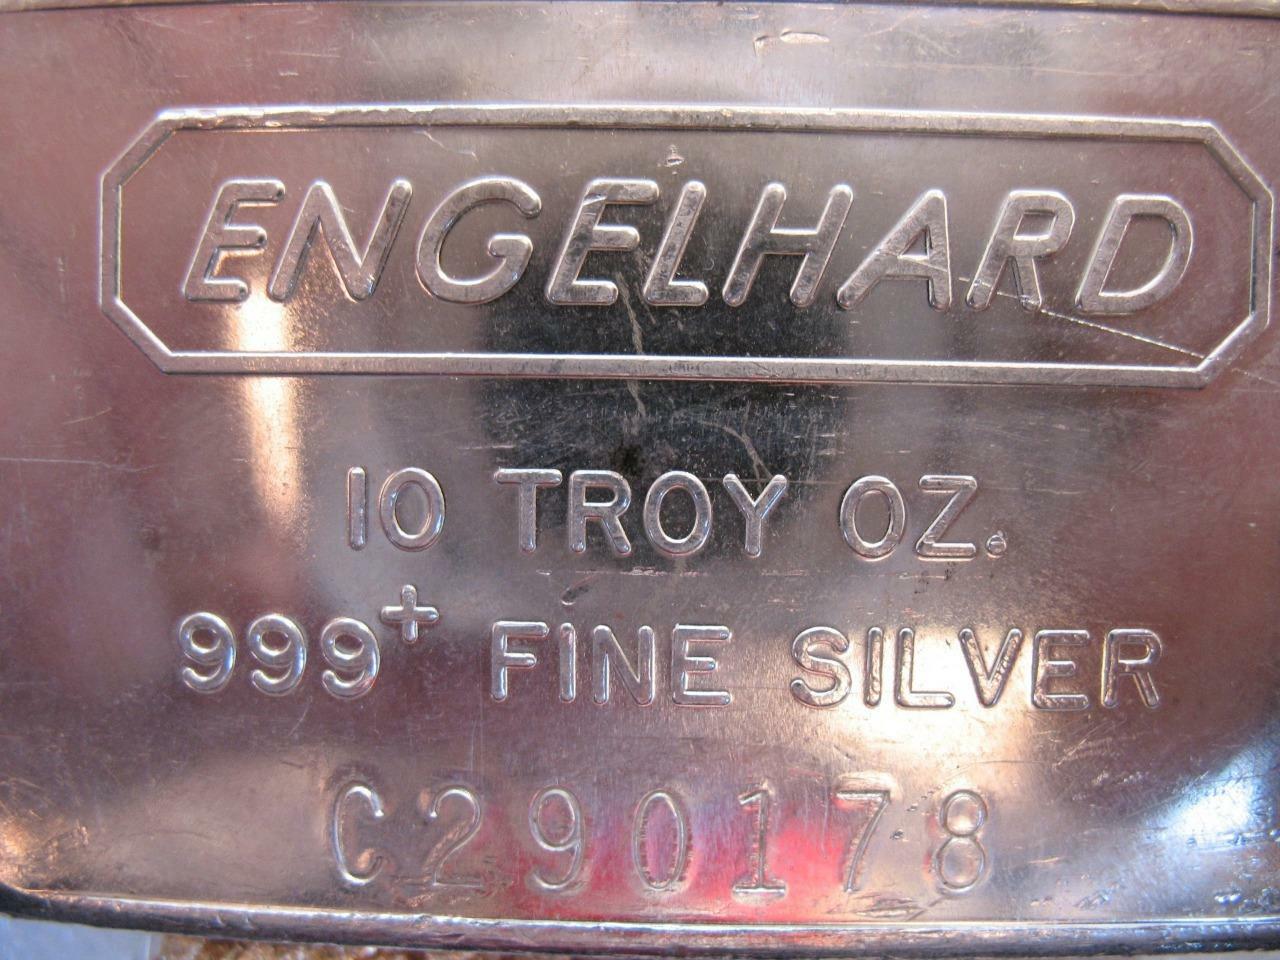 ENGELHARD
10 TROY OZ.
999+ FINE SILVER
C290178